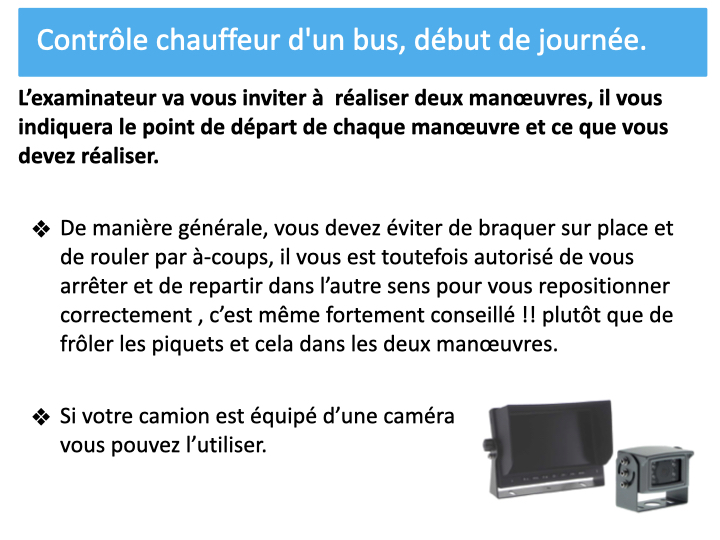 Contrôle chauffeur d'un bus, début de journée.
L’examinateur va vous inviter à  réaliser deux manœuvres, il vous
indiquera le point de départ de chaque manœuvre et ce que vous
devez réaliser.
❖ De manière générale, vous devez éviter de braquer sur place et
de rouler par à-coups, il vous est toutefois autorisé de vous
arrêter et de repartir dans l’autre sens pour vous repositionner
correctement , c’est même fortement conseillé !! plutôt que de
frôler les piquets et cela dans les deux manœuvres.
❖ Si votre camion est équipé d’une caméra
vous pouvez l’utiliser.